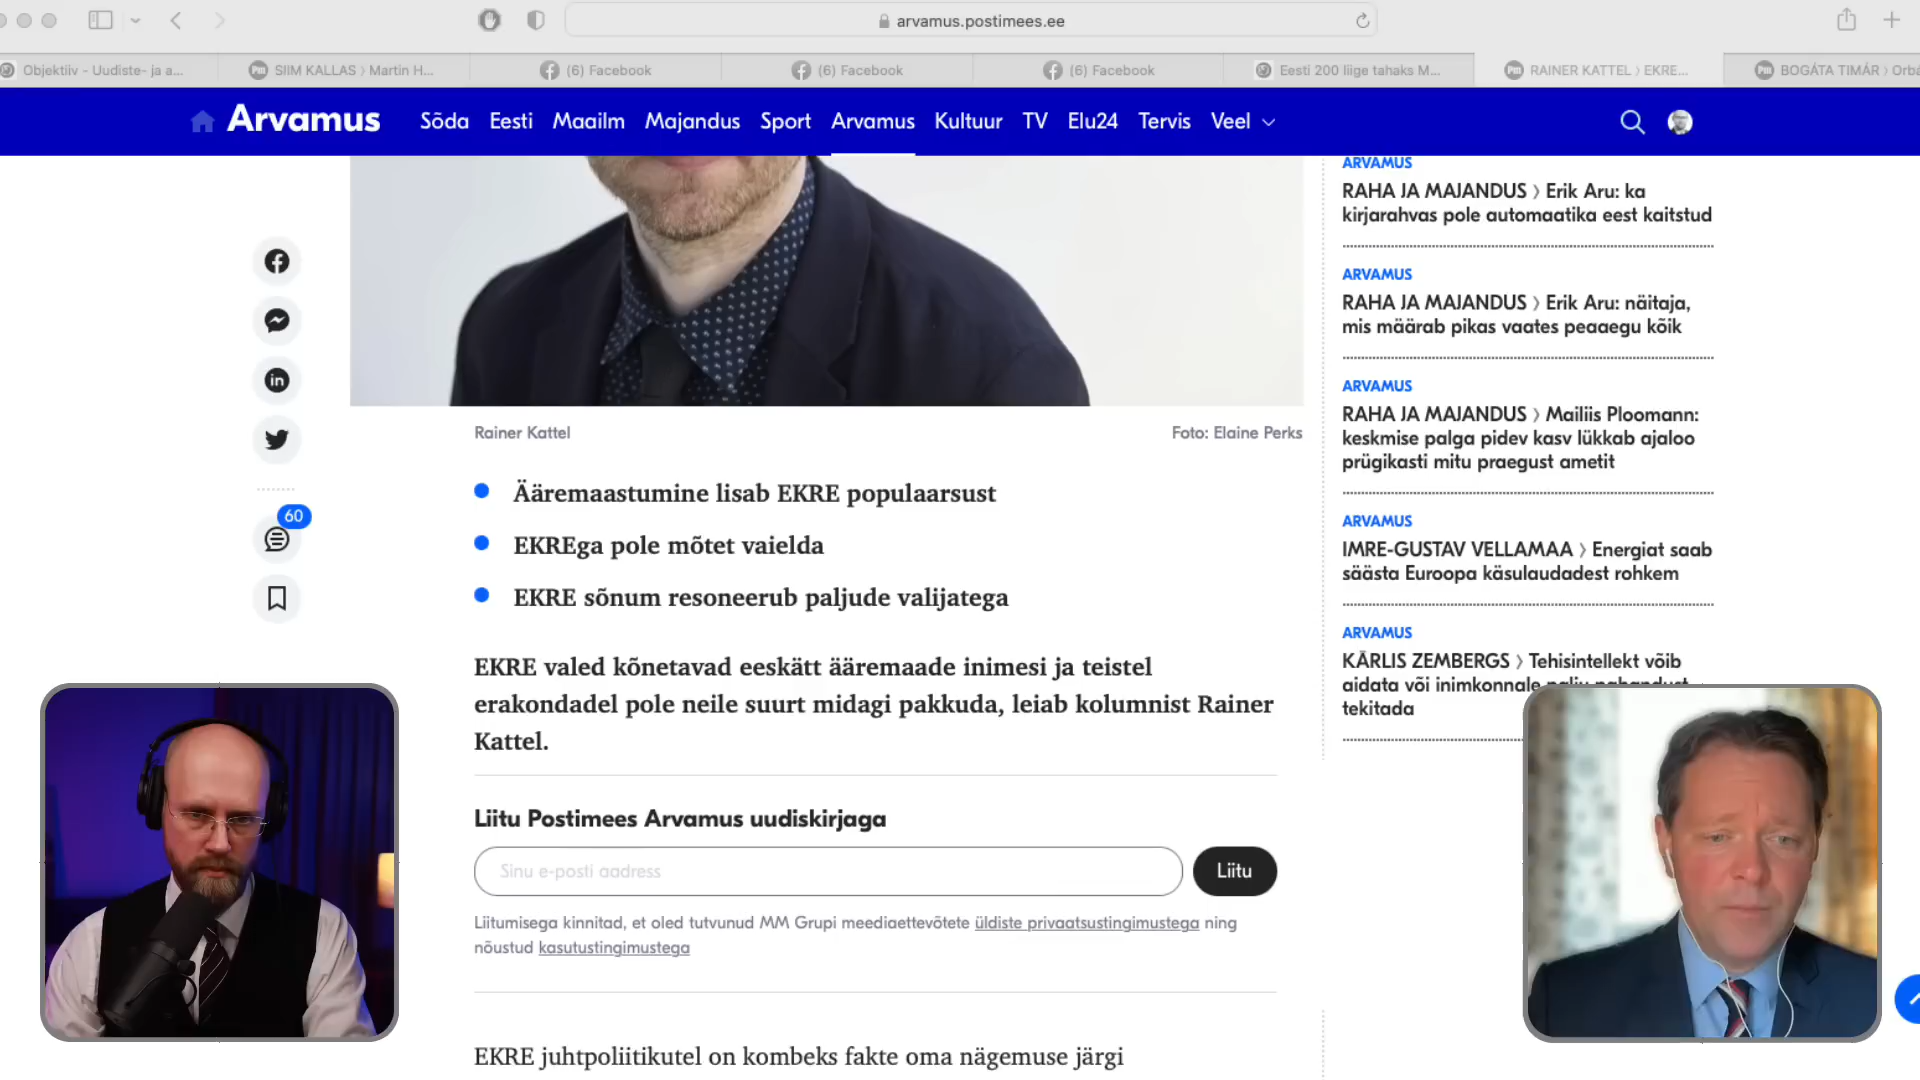 arvamus.postimees.ee
Objektiiv - Uudiste- ja a...
Pm SIIM KALLAS › Martin H...
(6) Facebook
(6) Facebook
(6) Facebook
Eesti 200 liige tahaks M...
Pm RAINER KATTEL › EKRE...
Pm BOGÁTA TIMÁR › Orbá
Arvamus Sõda Eesti Maailm Majandus Sport Arvamus Kultuur TV Elu24 Tervis Veel
60
Rainer Kattel
Foto: Elaine Perks
Ääremaastumine lisab EKRE populaarsust
EKREga pole mõtet vaielda
EKRE sõnum resoneerub paljude valijatega
EKRE valed kõnetavad eeskätt ääremaade inimesi ja teistel
erakondadel pole neile suurt midagi pakkuda, leiab kolumnist Rainer
Kattel.
Liitu Postimees Arvamus uudiskirjaga
Sinu e-posti aadress
Liitu
Liitumisega kinnitad, et oled tutvunud MM Grupi meediaettevõtete üldiste privaatsustingimustega ning
nõustud kasutustingimustega
EKRE juhtpoliitikutel on kombeks fakte oma nägemuse järgi
ARVAMUS
RAHA JA MAJANDUS › Erik Aru: ka
kirjarahvas pole automaatika eest kaitstud
ARVAMUS
RAHA JA MAJANDUS › Erik Aru: näitaja,
mis määrab pikas vaates peaaegu kõik
ARVAMUS
RAHA JA MAJANDUS › Mailiis Ploomann:
keskmise palga pidev kasv lükkab ajaloo
prügikasti mitu praegust ametit
ARVAMUS
IMRE-GUSTAV VELLAMAA › Energiat saab
säästa Euroopa käsulaudadest rohkem
ARVAMUS
KĀRLIS ZEMBERGS › Tehisintellekt võib
aidata või inimkonnale palju pahandust
tekitada